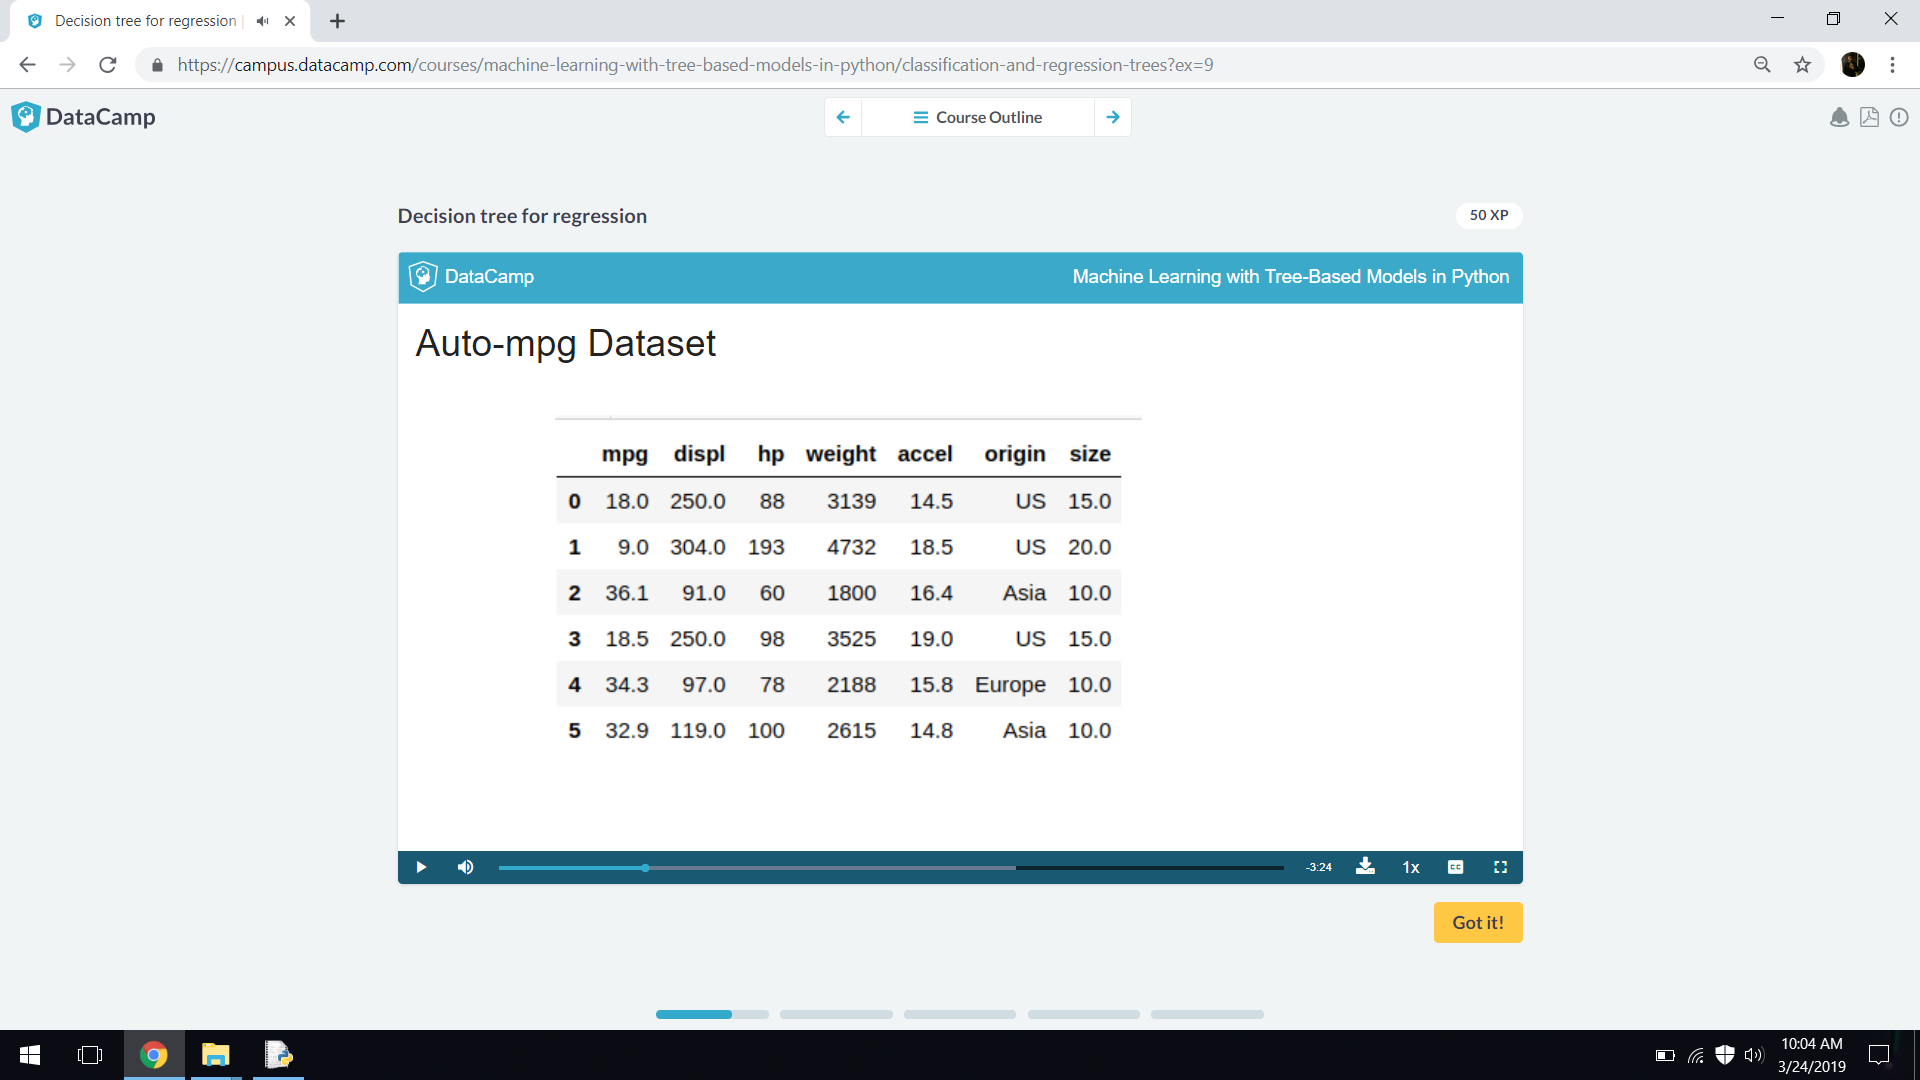 Decision tree for regression
https://campus.datacamp.com/courses/machine-learning-with-tree-based-models-in-python/classification-and-regression-trees?ex=9
DataCamp
Course Outline
Decision tree for regression
50 XP
DataCamp
Machine Learning with Tree-Based Models in Python
Auto-mpg Dataset
mpg displ hp weight accel origin size
0 18.0 250.0 88 3139 14.5 US 15.0
1 9.0 304.0 193 4732 18.5 US 20.0
2 36.1 91.0 60 1800 16.4 Asia 10.0
3 18.5 250.0 98 3525 19.0 US 15.0
4 34.3 97.0 78 2188 15.8 Europe 10.0
5 32.9 119.0 100 2615 14.8 Asia 10.0
-3:24
1x
CC
Got it!
10:04 AM
3/24/2019